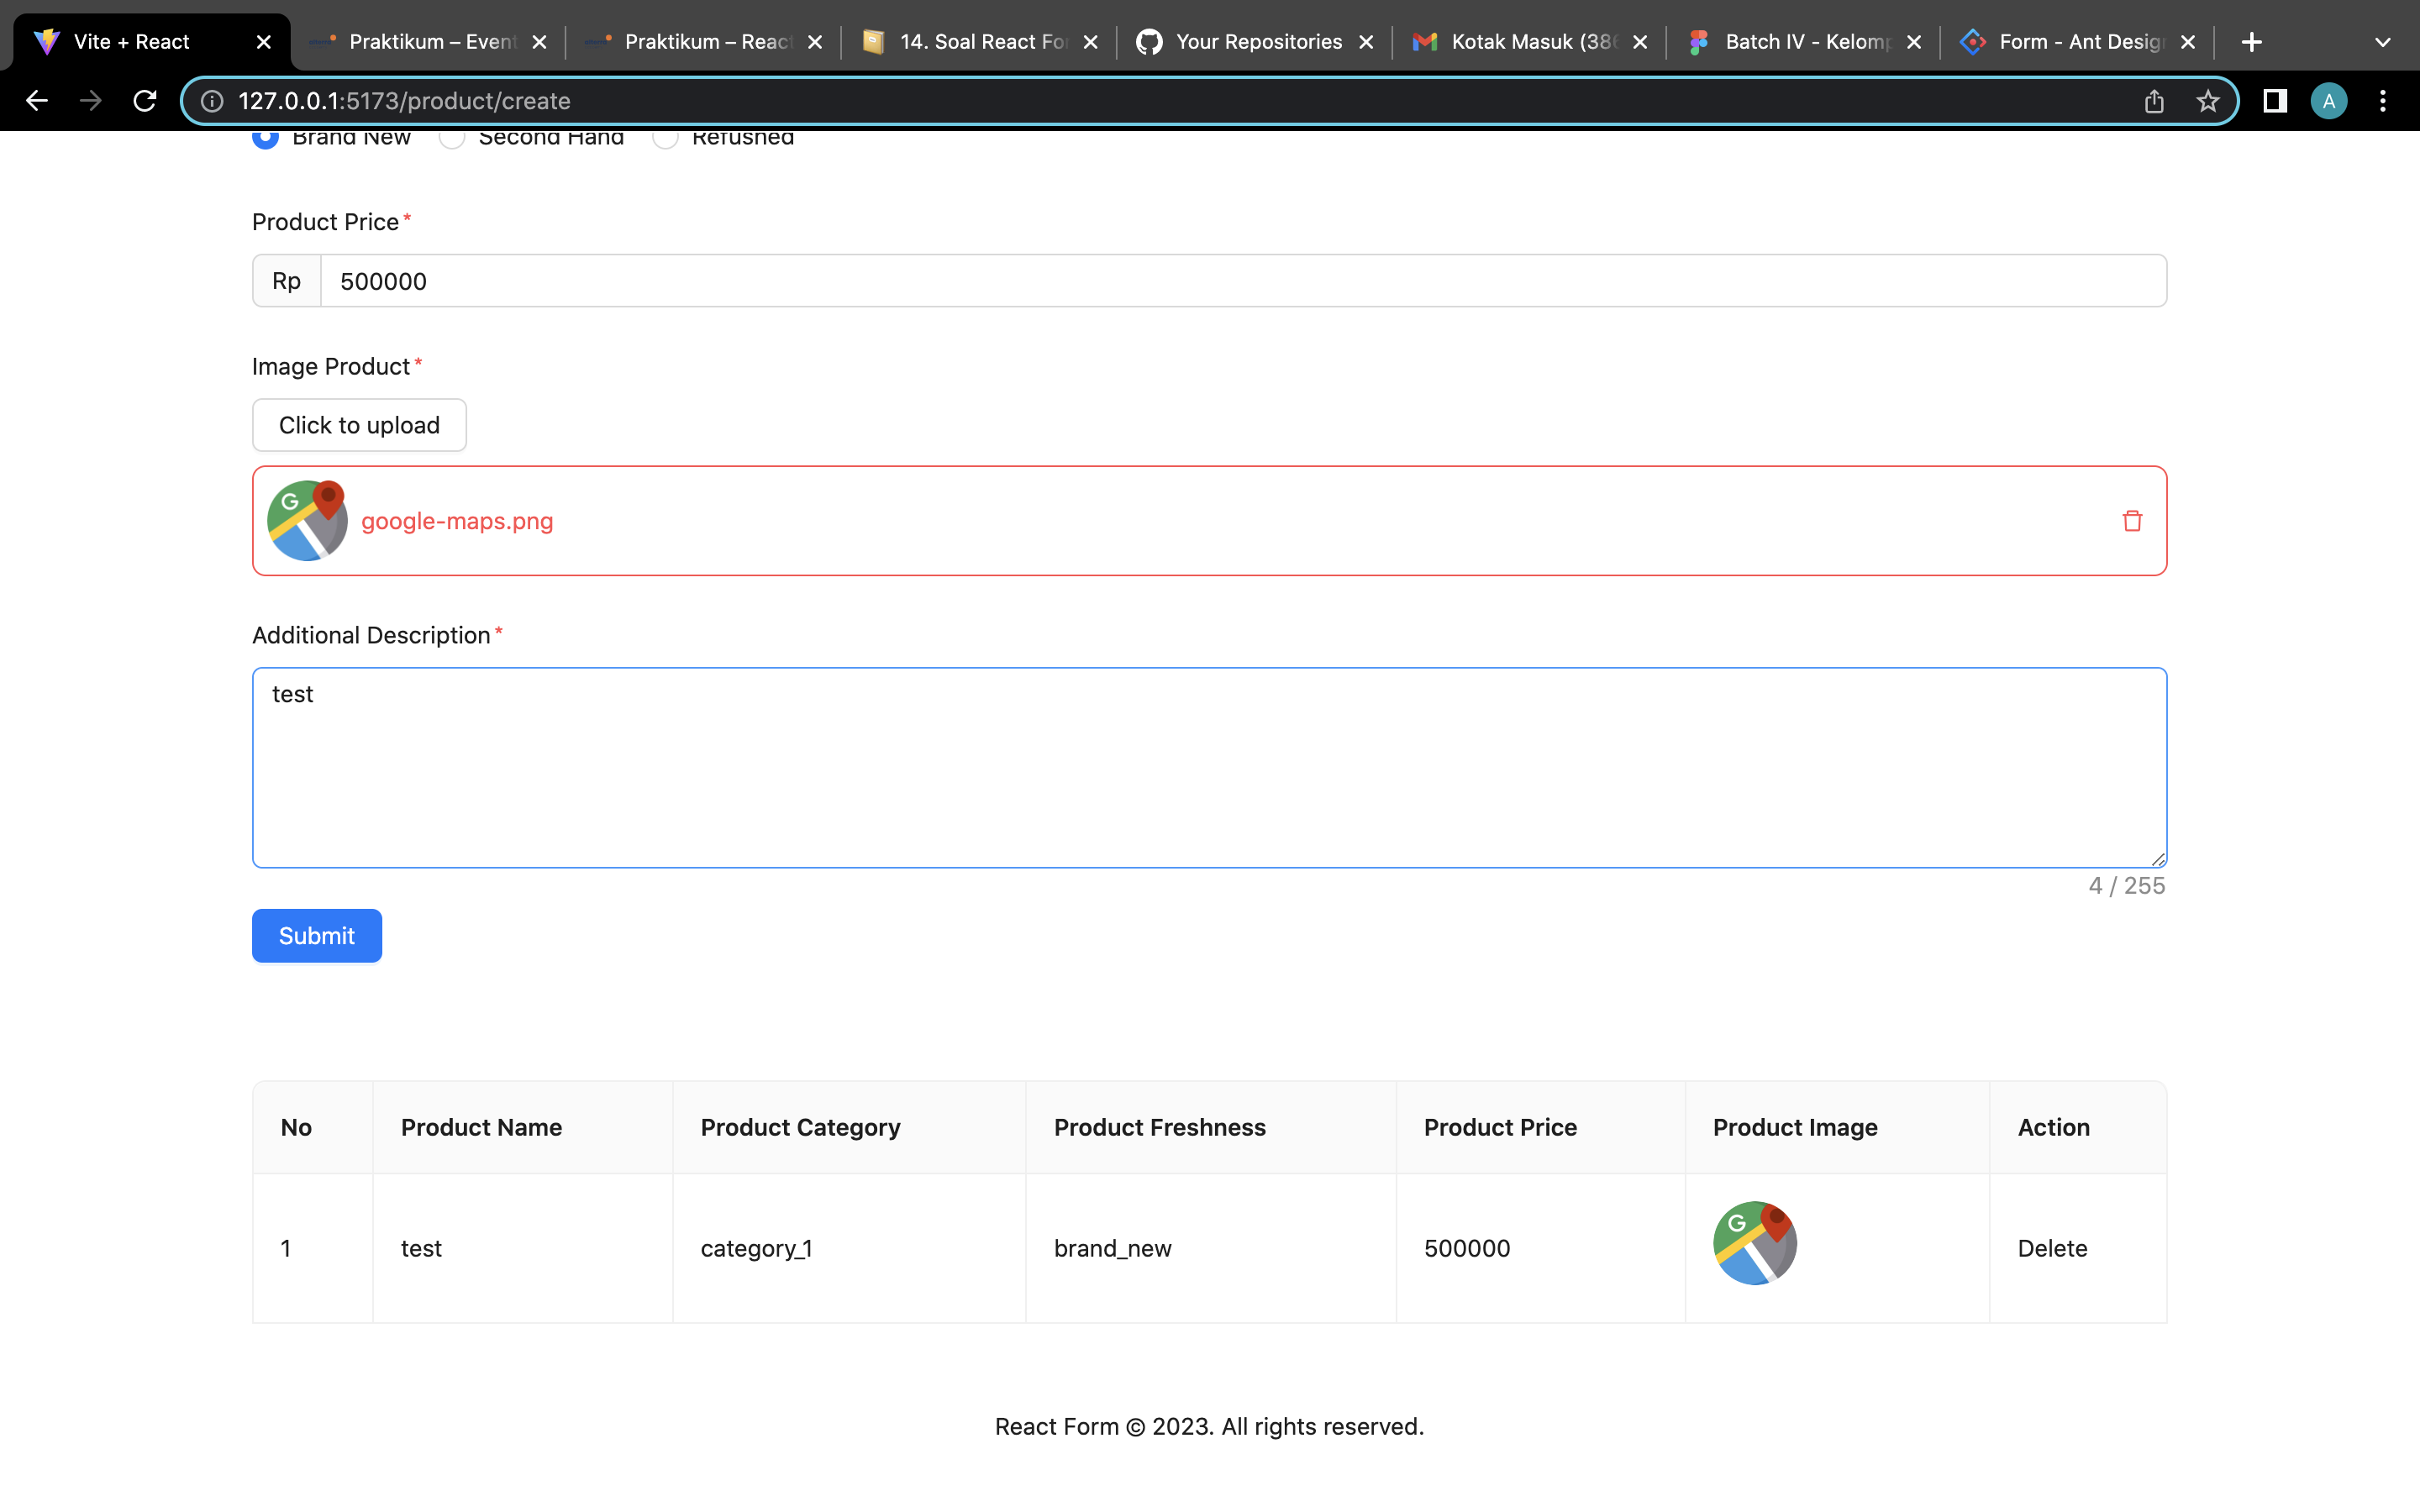 Vite + React
Praktikum – Event
Praktikum – React
14. Soal React For
Your Repositories
Kotak Masuk (386
Batch IV - Kelomp
Form - Ant Design
127.0.0.1:5173/product/create
A
Brand New
Second Hand
Refushed
Product Price*
Rp
500000
Image Product*
Click to upload
G
google-maps.png
Additional Description*
test
4 / 255
Submit
No Product Name Product Category Product Freshness Product Price Product Image Action
1 test category_1 brand_new 500000 G Delete
React Form © 2023. All rights reserved.